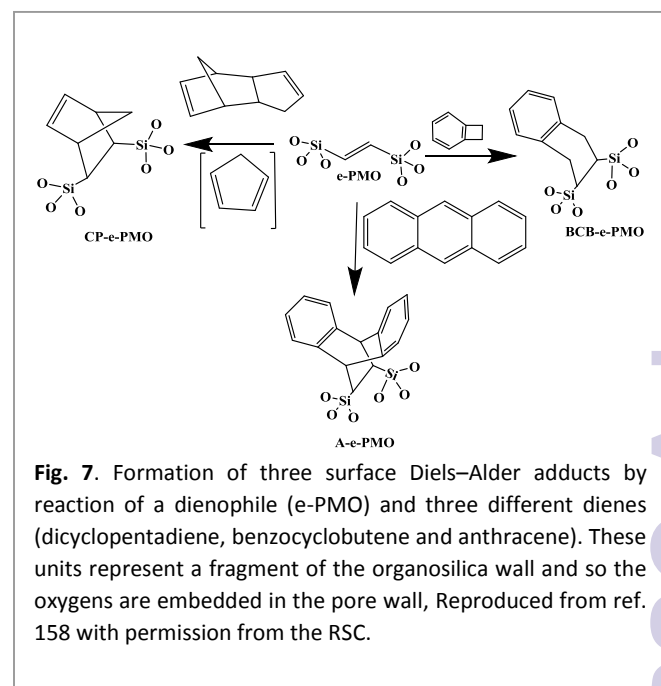 O
Si
O
O
O
Si
O
O
CP-e-PMO
O
Si
O
O
Si
O
O
O
e-PMO
O
Si
O
O
O
Si
O
O
BCB-e-PMO
O
Si
O
O
O
Si
O
O
A-e-PMO
Fig. 7. Formation of three surface Diels–Alder adducts by
reaction of a dienophile (e-PMO) and three different dienes
(dicyclopentadiene, benzocyclobutene and anthracene). These
units represent a fragment of the organosilica wall and so the
oxygens are embedded in the pore wall, Reproduced from ref.
158 with permission from the RSC.